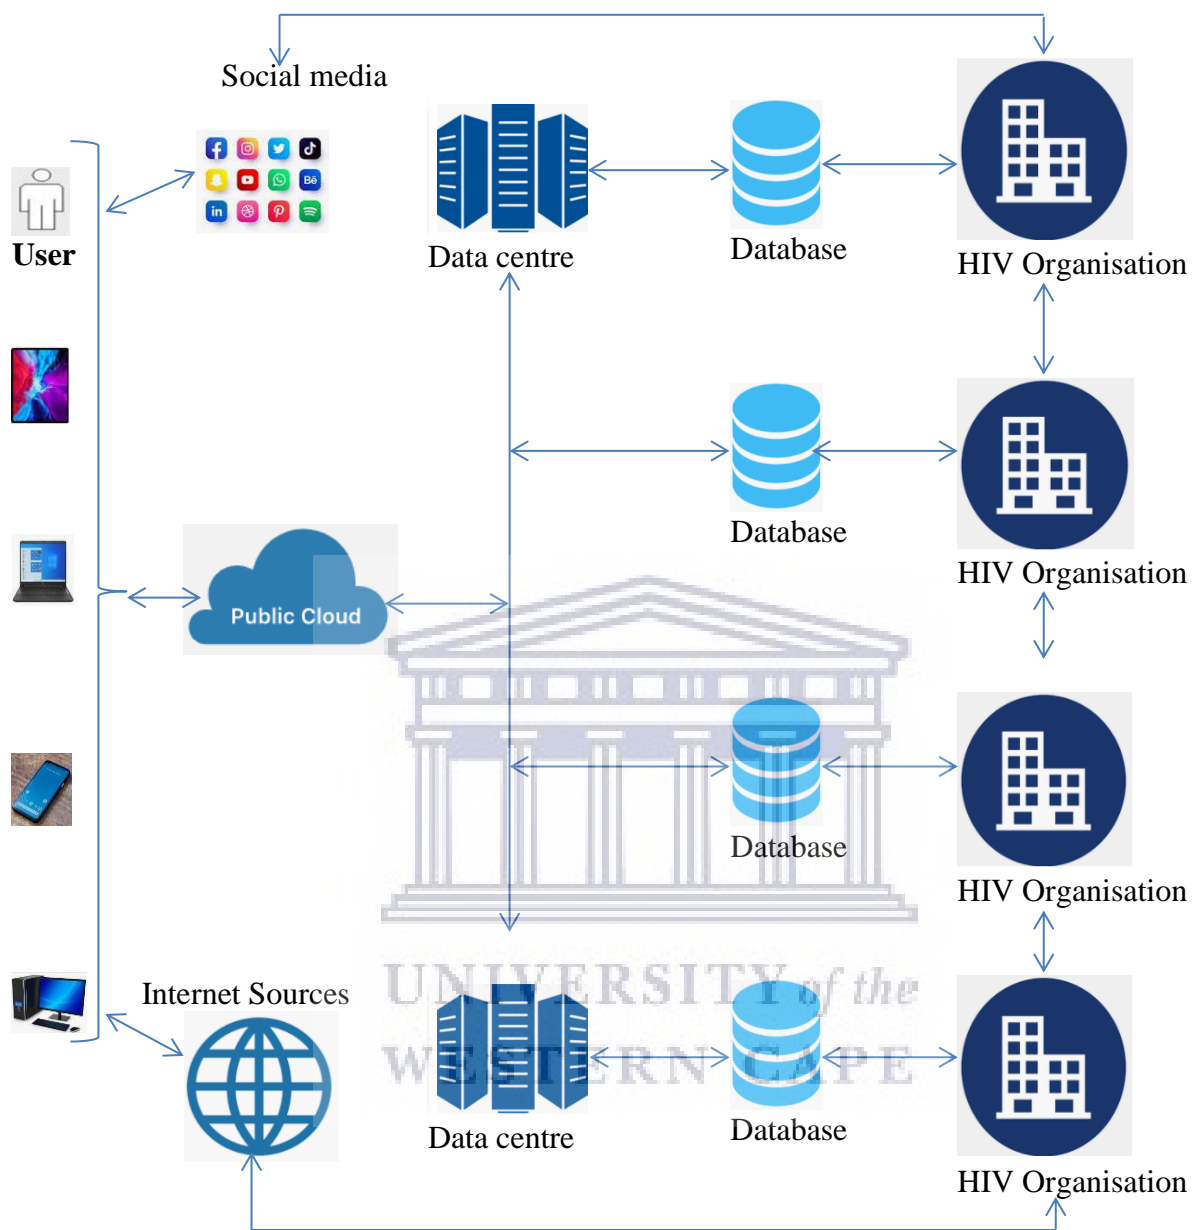 Social media
User
Data centre
Database
HIV Organisation
Database
HIV Organisation
Public Cloud
Database
HIV Organisation
Internet Sources
UNIVERSITY of the
WESTERN CAPE
Data centre
Database
HIV Organisation